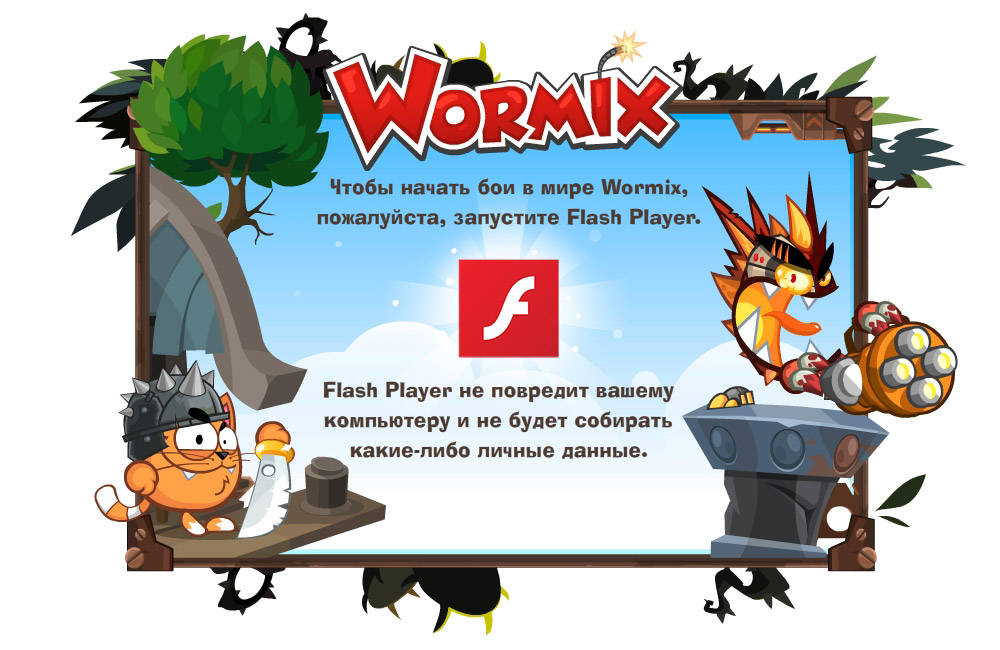 WORMIX
Чтобы начать бои в мире Wormix,
пожалуйста, запустите Flash Player.
Flash Player не повредит вашему
компьютеру и не будет собирать
какие-либо личные данные.